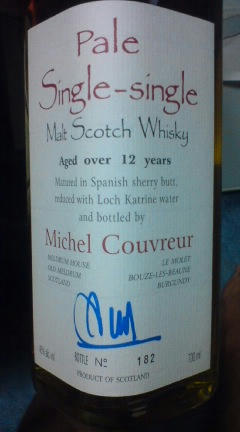 Pale
Single-single
Malt Scotch Whisky
Aged over 12 years
Matured in Spanish sherry butt,
reduced with Loch Katrine water
and bottled by
Michel Couvreur
MELDRUM HOUSE LE MOLET
OLD MELDRUM BOUZE-LES-BEAUNE
SCOTLAND BURGUNDY
BOTTLE Nº 182
PRODUCT OF SCOTLAND